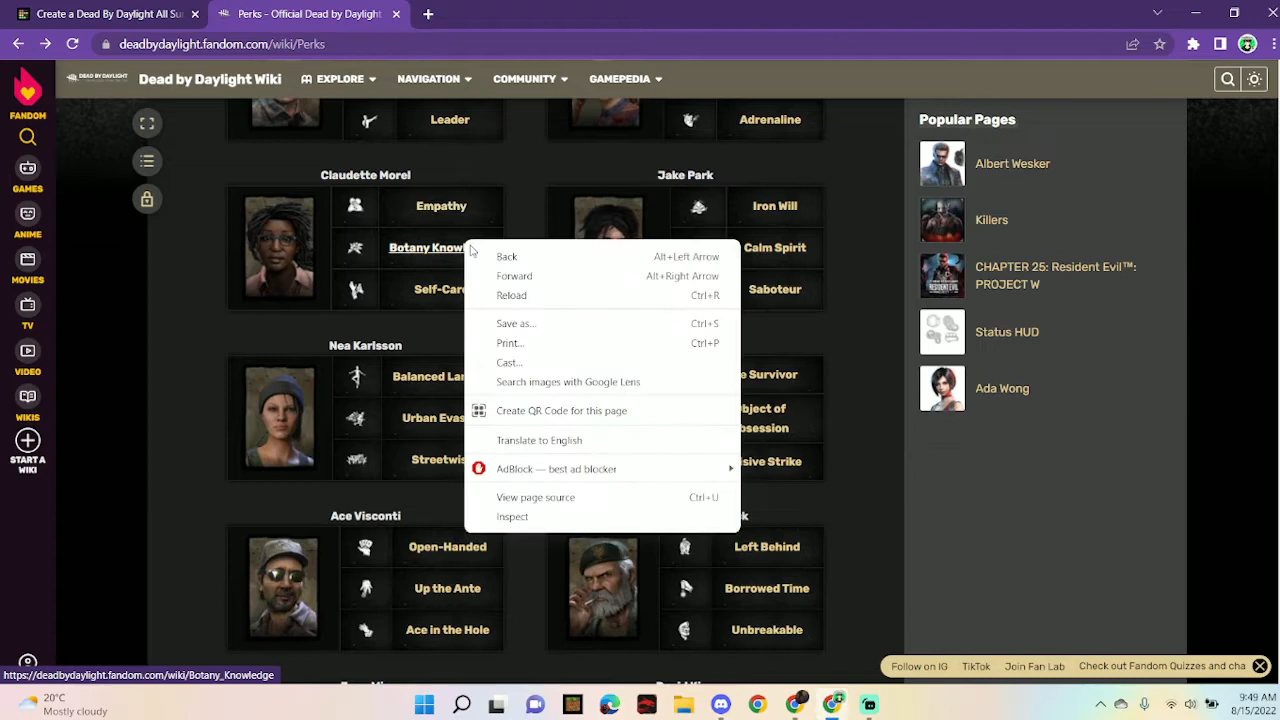 Create a Dead by Daylight All Su
Perks - Official Dead by Daylight
deadbydaylight.fandom.com/wiki/Perks
FANDOM
GAMES
ANIME
MOVIES
TV
VIDEO
WIKIS
START A
WIKI
DEAD BY DAYLIGHT
Dead by Daylight Wiki
EXPLORE
NAVIGATION
COMMUNITY
GAMEPEDIA
Leader
Adrenaline
Claudette Morel
Empathy
Botany Know
Self-Care
Jake Park
Iron Will
Calm Spirit
Saboteur
Nea Karlsson
Balanced Lan
Urban Evas
Streetwis
e Survivor
bject of
bsession
isive Strike
Ace Visconti
Open-Handed
Up the Ante
Ace in the Hole
k
Left Behind
Borrowed Time
Unbreakable
Back Alt+Left Arrow
Forward Alt+Right Arrow
Reload Ctrl+R
Save as... Ctrl+S
Print... Ctrl+P
Cast...
Search images with Google Lens
Create QR Code for this page
Translate to English
AdBlock — best ad blocker
View page source Ctrl+U
Inspect
Popular Pages
Albert Wesker
Killers
CHAPTER 25: Resident Evil™:
PROJECT W
Status HUD
Ada Wong
Follow on IG TikTok Join Fan Lab Check out Fandom Quizzes and cha
https://deadbydaylight.fandom.com/wiki/Botany_Knowledge
20°C
Mostly cloudy
9:49 AM
8/15/2022